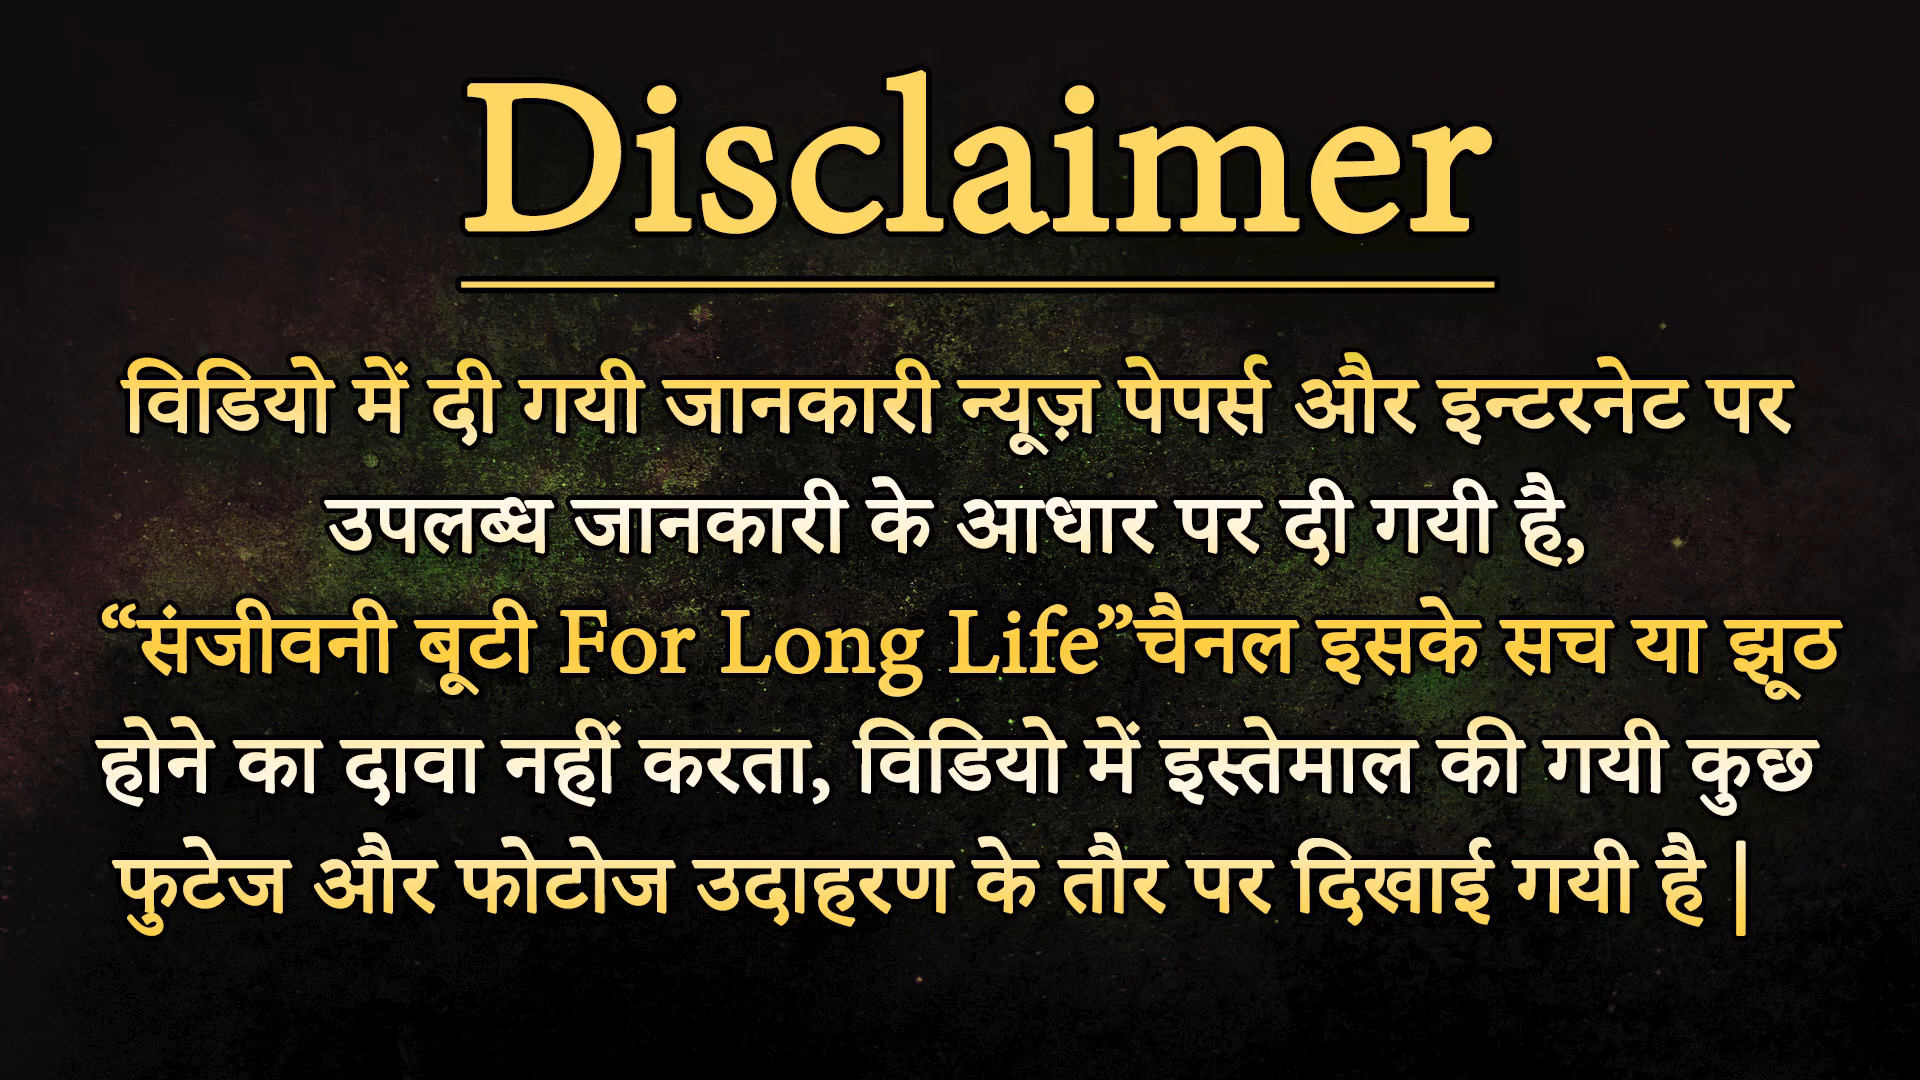 Disclaimer
विडियो में दी गयी जानकारी न्यूज़ पेपर्स और इन्टरनेट पर
उपलब्ध जानकारी के आधार पर दी गयी है,
“संजीवनी बूटी For Long Life”चैनल इसके सच या झूठ
होने का दावा नहीं करता, विडियो में इस्तेमाल की गयी कुछ
फुटेज और फोटोज उदाहरण के तौर पर दिखाई गयी है |